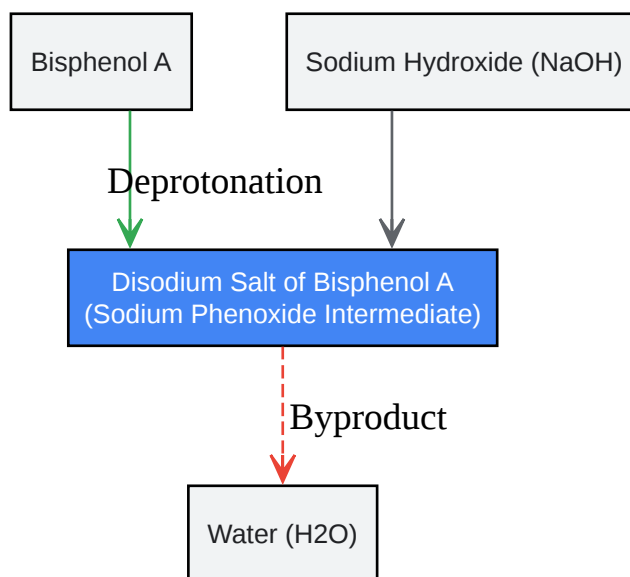 Bisphenol A
Sodium Hydroxide (NaOH)
Deprotonation
Disodium Salt of Bisphenol A
(Sodium Phenoxide Intermediate)
Byproduct
Water (H2O)